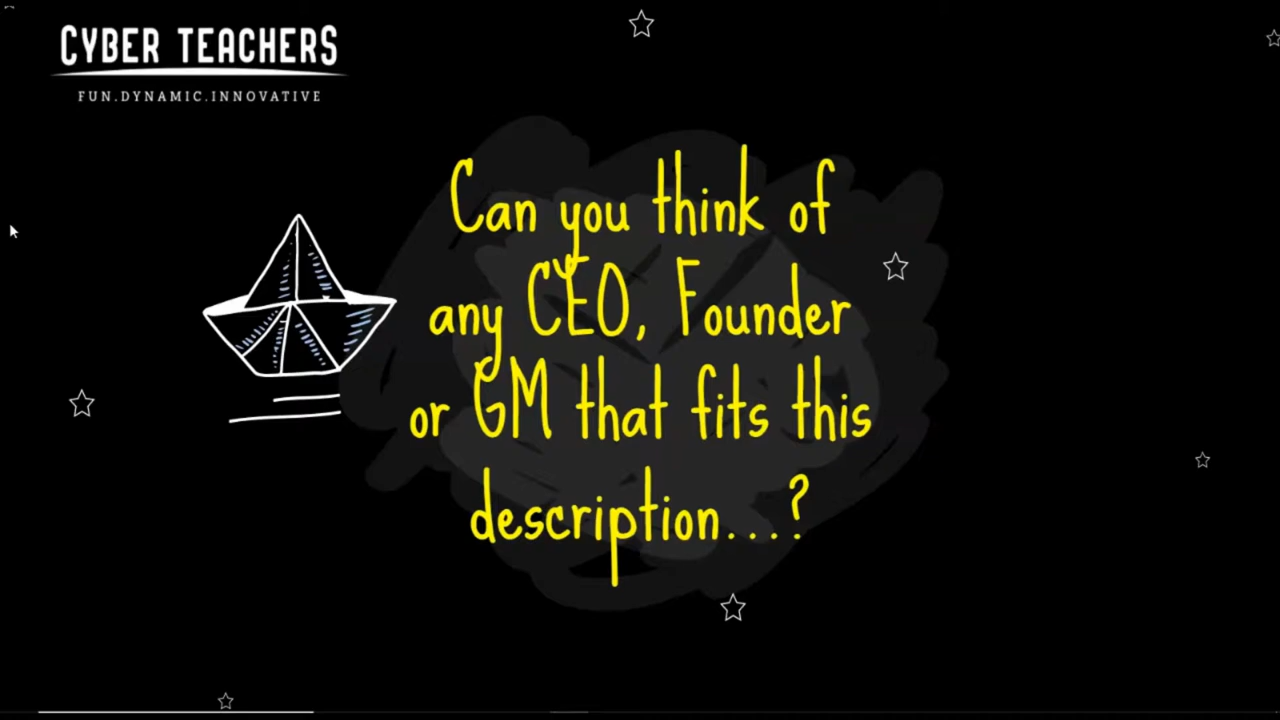 CYBER TEACHERS
FUN.DYNAMIC.INNOVATIVE
Can you think of
any CEO, Founder
or GM that fits this
description...?